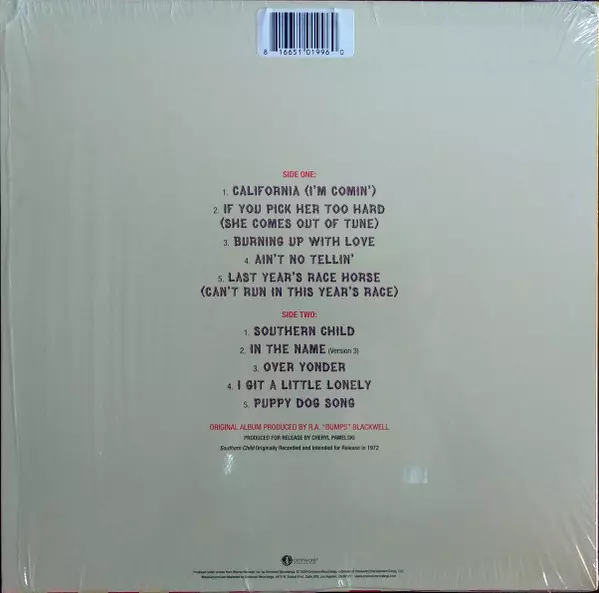 8 16651 01996 0
SIDE ONE:
1. CALIFORNIA (I'M COMIN')
2. IF YOU PICK HER TOO HARD
(SHE COMES OUT OF TUNE)
3. BURNING UP WITH LOVE
4. AIN'T NO TELLIN'
5. LAST YEAR'S RACE HORSE
(CAN'T RUN IN THIS YEAR'S RACE)
SIDE TWO:
1. SOUTHERN CHILD
2. IN THE NAME (Version 3)
3. OVER YONDER
4. I GIT A LITTLE LONELY
5. PUPPY DOG SONG
ORIGINAL ALBUM PRODUCED BY R.A. "BUMPS" BLACKWELL
PRODUCED FOR RELEASE BY CHERYL PAWELSKI
Southern Child Originally Recorded and Intended for Release in 1972